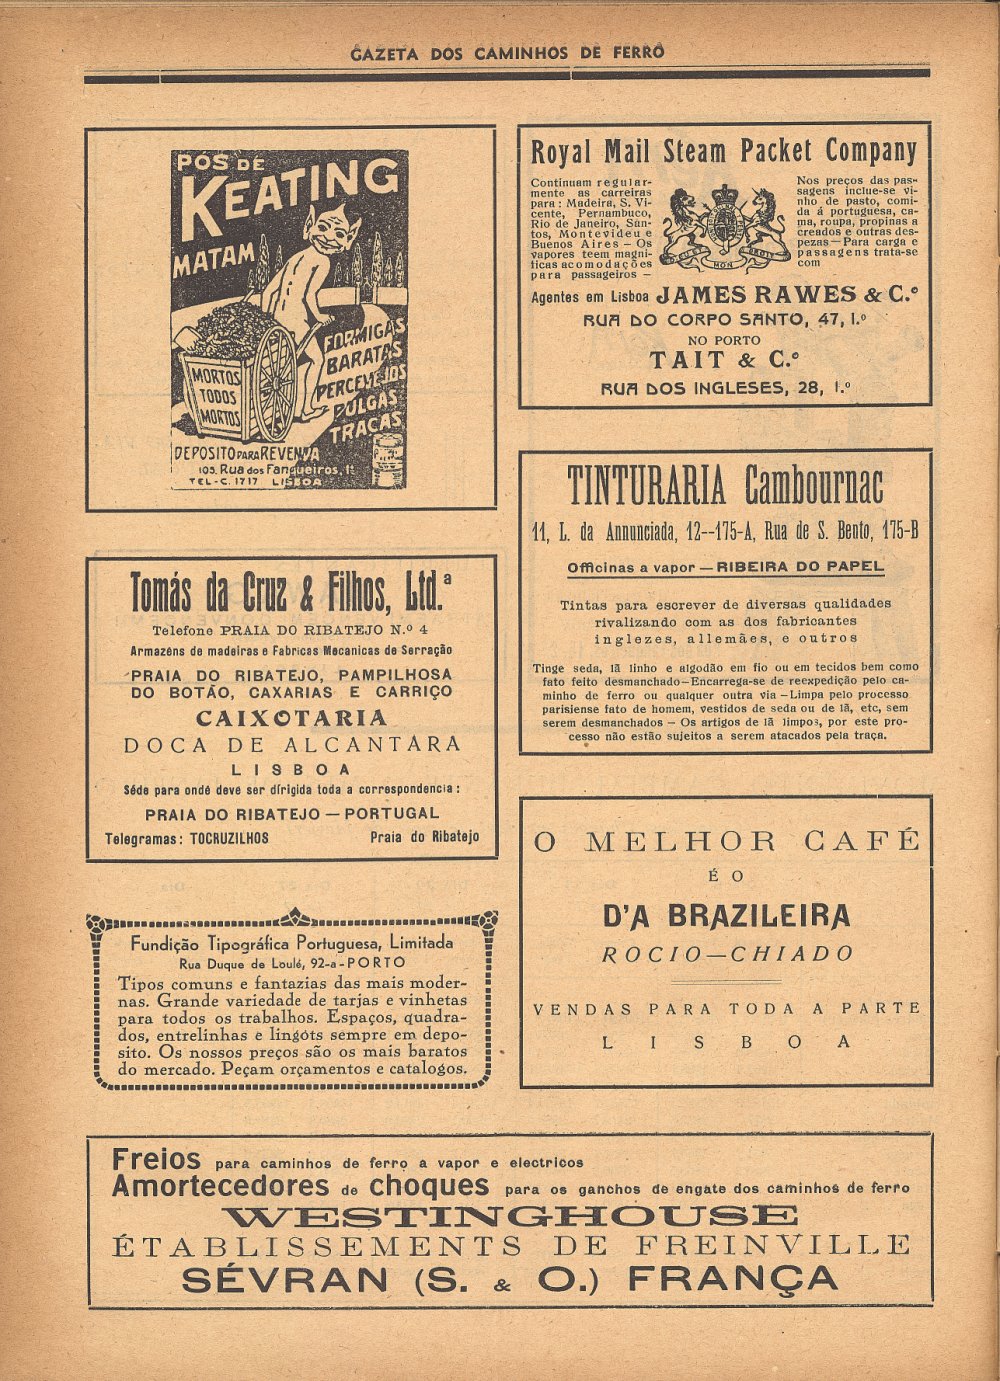 GAZETA DOS CAMINHOS DE FERRO
PÓS DE
KEATING
MATAM
FORMIGAS
BARATAS
PERCEVEJOS
PULGAS
TRAÇAS
MORTOS
TODOS
MORTOS
DEPOSITO PARA REVENDA
103, Rua dos Fanqueiros, 1º
TEL-C. 1717 LISBOA
Royal Mail Steam Packet Company
Continuam regular-
mente as carreiras
para: Madeira, S. Vi-
cente, Pernambuco,
Rio de Janeiro, San-
tos, Montevideu e
Buenos Aires — Os
vapores teem magni-
ficas acomodações
para passageiros —
Nos preços das pas-
sagens inclue-se vi-
nho de pasto, comi-
da á portuguesa, ca-
ma, roupa, propinas a
creados e outras des-
pezas — Para carga e
passagens trata-se
com
Agentes em Lisboa JAMES RAWES & C.º
RUA DO CORPO SANTO, 47, 1.º
NO PORTO
TAIT & C.º
RUA DOS INGLESES, 28, 1.º
TINTURARIA Cambournac
11, L. da Annunciada, 12--175-A, Rua de S. Bento, 175-B
Officinas a vapor — RIBEIRA DO PAPEL
Tintas para escrever de diversas qualidades
rivalizando com as dos fabricantes
inglezes, allemães, e outros
Tinge seda, lã linho e algodão em fio ou em tecidos bem como
fato feito desmanchado — Encarrega-se de reexpedição pelo ca-
minho de ferro ou qualquer outra via — Limpa pelo processo
parisiense fato de homem, vestidos de seda ou de lã, etc, sem
serem desmanchados — Os artigos de lã limpos, por este pro-
cesso não estão sujeitos a serem atacados pela traça.
Tomás da Cruz & Filhos, Ltd.ª
Telefone PRAIA DO RIBATEJO N.º 4
Armazéns de madeiras e Fabricas Mecanicas de Serração
PRAIA DO RIBATEJO, PAMPILHOSA
DO BOTÃO, CAXARIAS E CARRIÇO
CAIXOTARIA
DOCA DE ALCANTARA
LISBOA
Séde para onde deve ser dirigida toda a correspondencia:
PRAIA DO RIBATEJO — PORTUGAL
Telegramas: TOCRUZILHOS Praia do Ribatejo
O MELHOR CAFÉ
É O
D'A BRAZILEIRA
ROCIO—CHIADO
VENDAS PARA TODA A PARTE
LISBOA
Fundição Tipográfica Portuguesa, Limitada
Rua Duque de Loulé, 92-a - PORTO
Tipos comuns e fantazias das mais moder-
nas. Grande variedade de tarjas e vinhetas
para todos os trabalhos. Espaços, quadra-
dos, entrelinhas e lingóts sempre em depo-
sito. Os nossos preços são os mais baratos
do mercado. Peçam orçamentos e catalogos.
Freios para caminhos de ferro a vapor e electricos
Amortecedores de choques para os ganchos de engate dos caminhos de ferro
WESTINGHOUSE
ÉTABLISSEMENTS DE FREINVILLE
SÉVRAN (S. & O.) FRANÇA